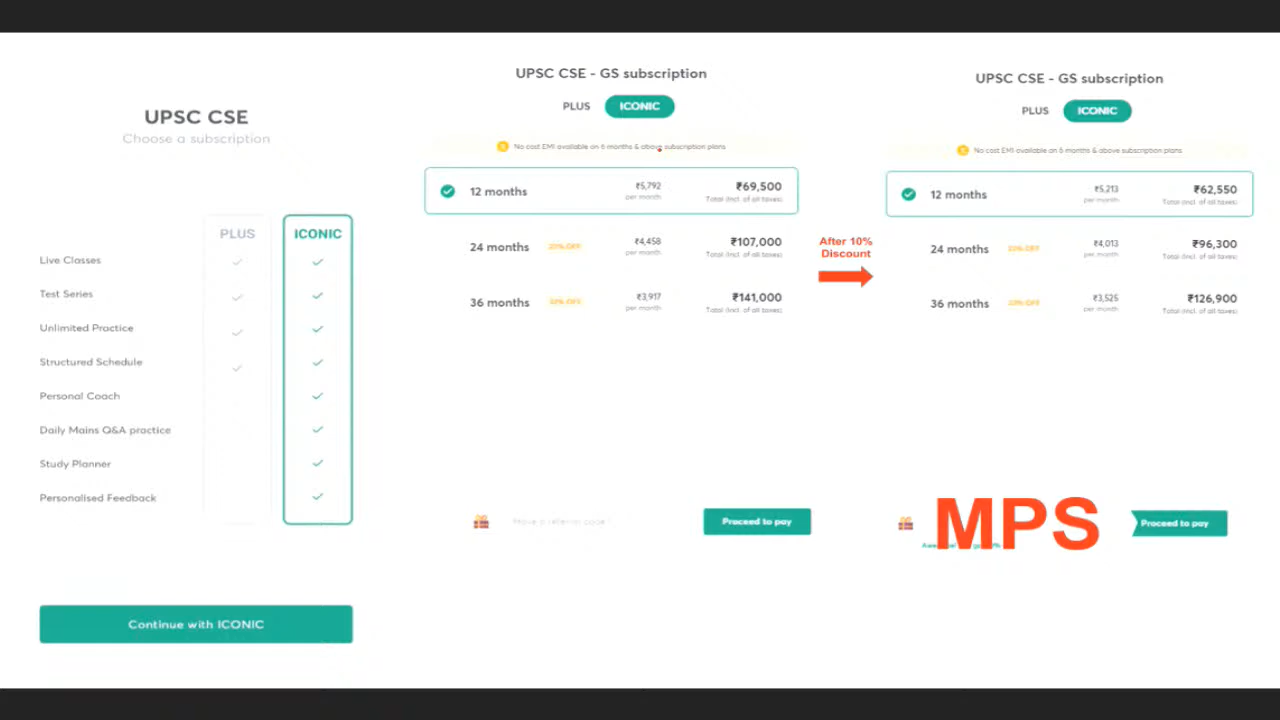 UPSC CSE
Choose a subscription
PLUS
ICONIC
Live Classes
Test Series
Unlimited Practice
Structured Schedule
Personal Coach
Daily Mains Q&A practice
Study Planner
Personalised Feedback
Continue with ICONIC
UPSC CSE - GS subscription
PLUS
ICONIC
No cost EMI available on 6 months & above subscription plans
12 months ₹5,792 ₹69,500
per month Total (Incl. of all taxes)
24 months ₹4,458 ₹107,000
per month Total (Incl. of all taxes)
36 months ₹3,917 ₹141,000
per month Total (Incl. of all taxes)
Have a referral code?
Proceed to pay
After 10%
Discount
UPSC CSE - GS subscription
PLUS
ICONIC
No cost EMI available on 6 months & above subscription plans
12 months ₹5,213 ₹62,550
per month Total (Incl. of all taxes)
24 months ₹4,013 ₹96,300
per month Total (Incl. of all taxes)
36 months ₹3,525 ₹126,900
per month Total (Incl. of all taxes)
MPS
Proceed to pay